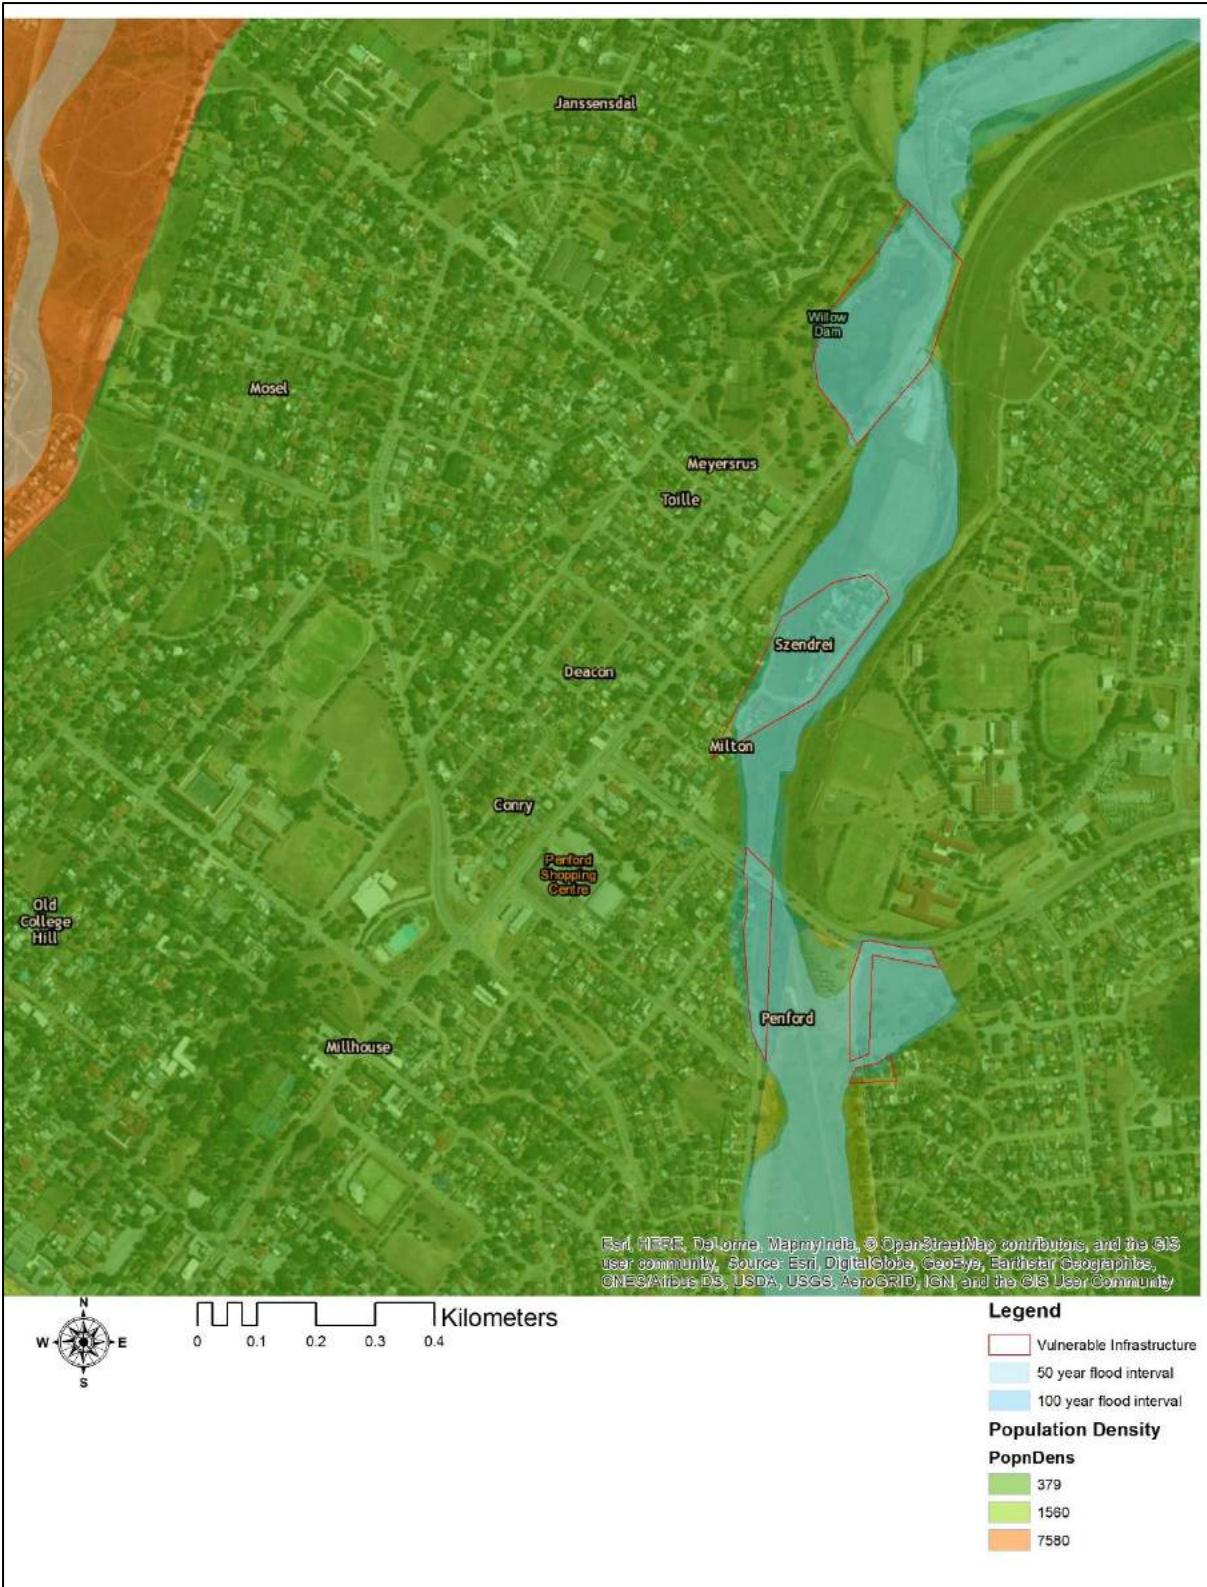 Janssensdal
Willow
Dam
Mosel
Meyersrus
Toille
Szendrei
Deacon
Milton
Conry
Penford
Shopping
Centre
Old
College
Hill
Penford
Millhouse
Esri, HERE, DeLorme, MapmyIndia, © OpenStreetMap contributors, and the GIS
user community, Source: Esri, DigitalGlobe, GeoEye, Earthstar Geographics,
CNES/Airbus DS, USDA, USGS, AeroGRID, IGN, and the GIS User Community
N
W E
S
Kilometers
0 0.1 0.2 0.3 0.4
Legend
Vulnerable Infrastructure
50 year flood interval
100 year flood interval
Population Density
PopnDens
379
1560
7580